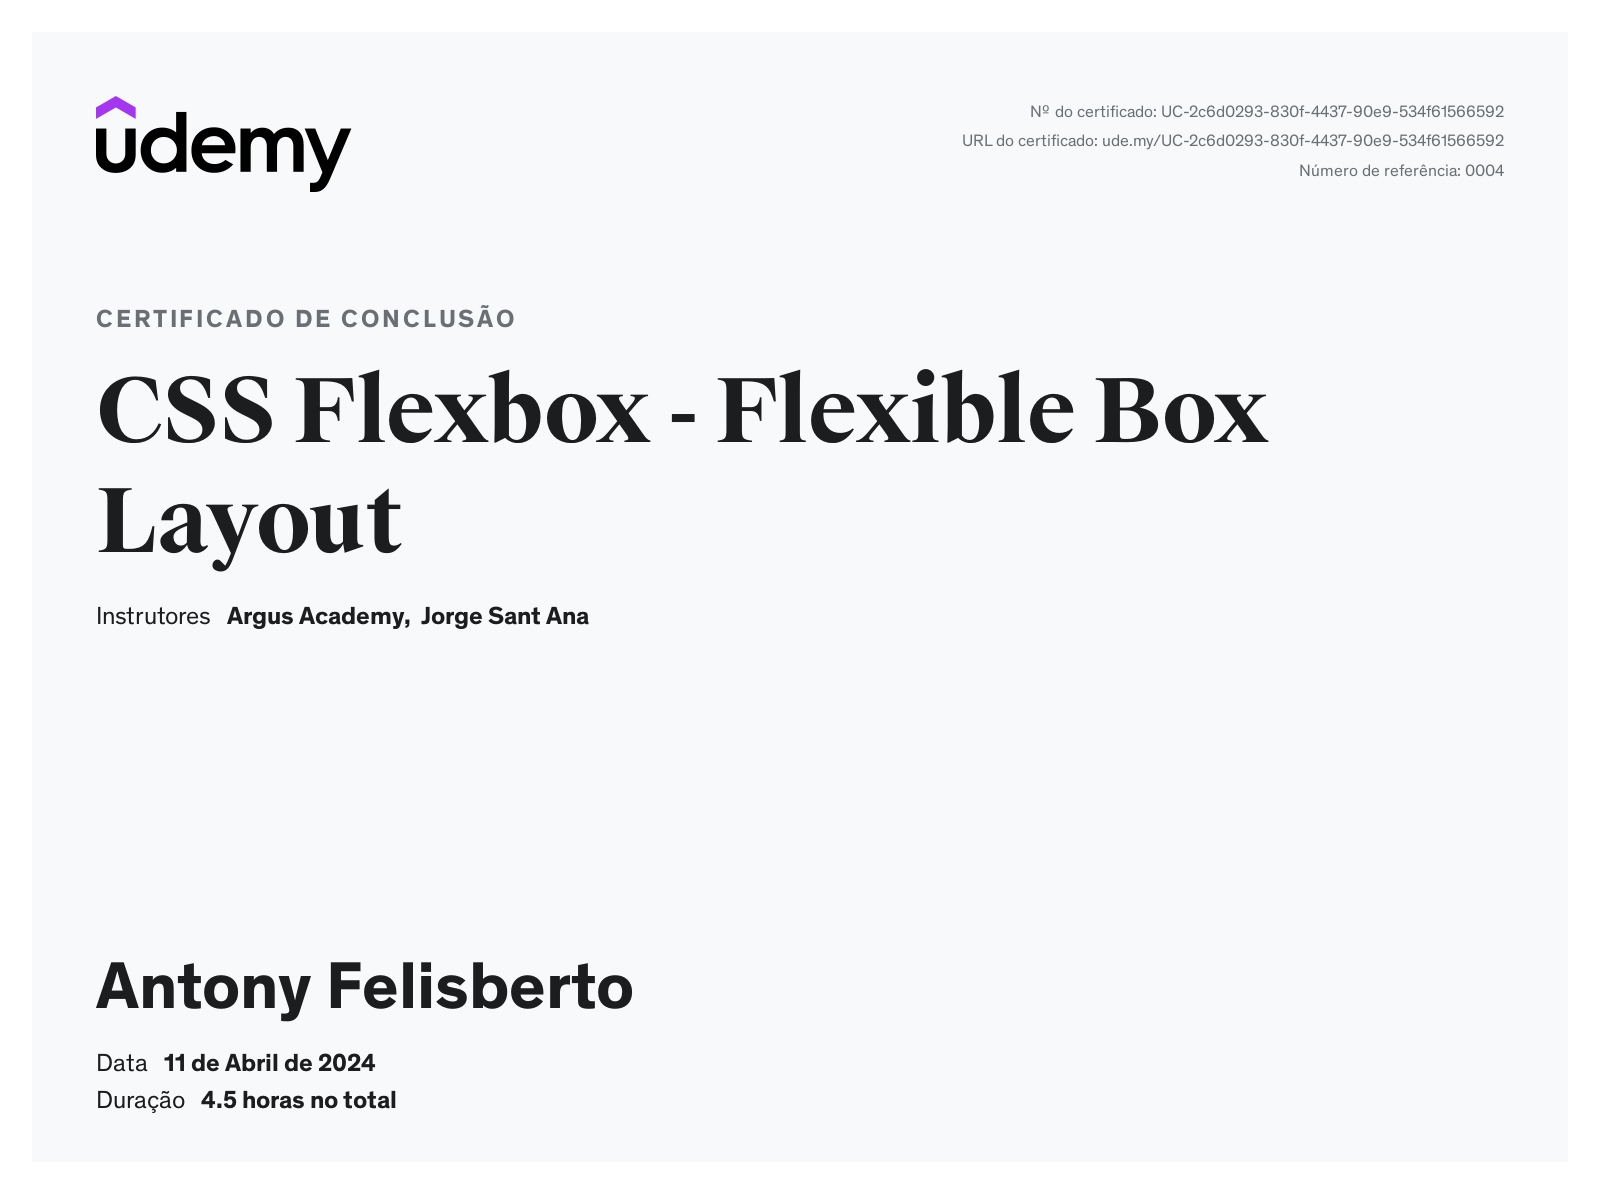 udemy
Nº do certificado: UC-2c6d0293-830f-4437-90e9-534f61566592
URL do certificado: ude.my/UC-2c6d0293-830f-4437-90e9-534f61566592
Número de referência: 0004
CERTIFICADO DE CONCLUSÃO
CSS Flexbox - Flexible Box
Layout
Instrutores Argus Academy, Jorge Sant Ana
Antony Felisberto
Data 11 de Abril de 2024
Duração 4.5 horas no total